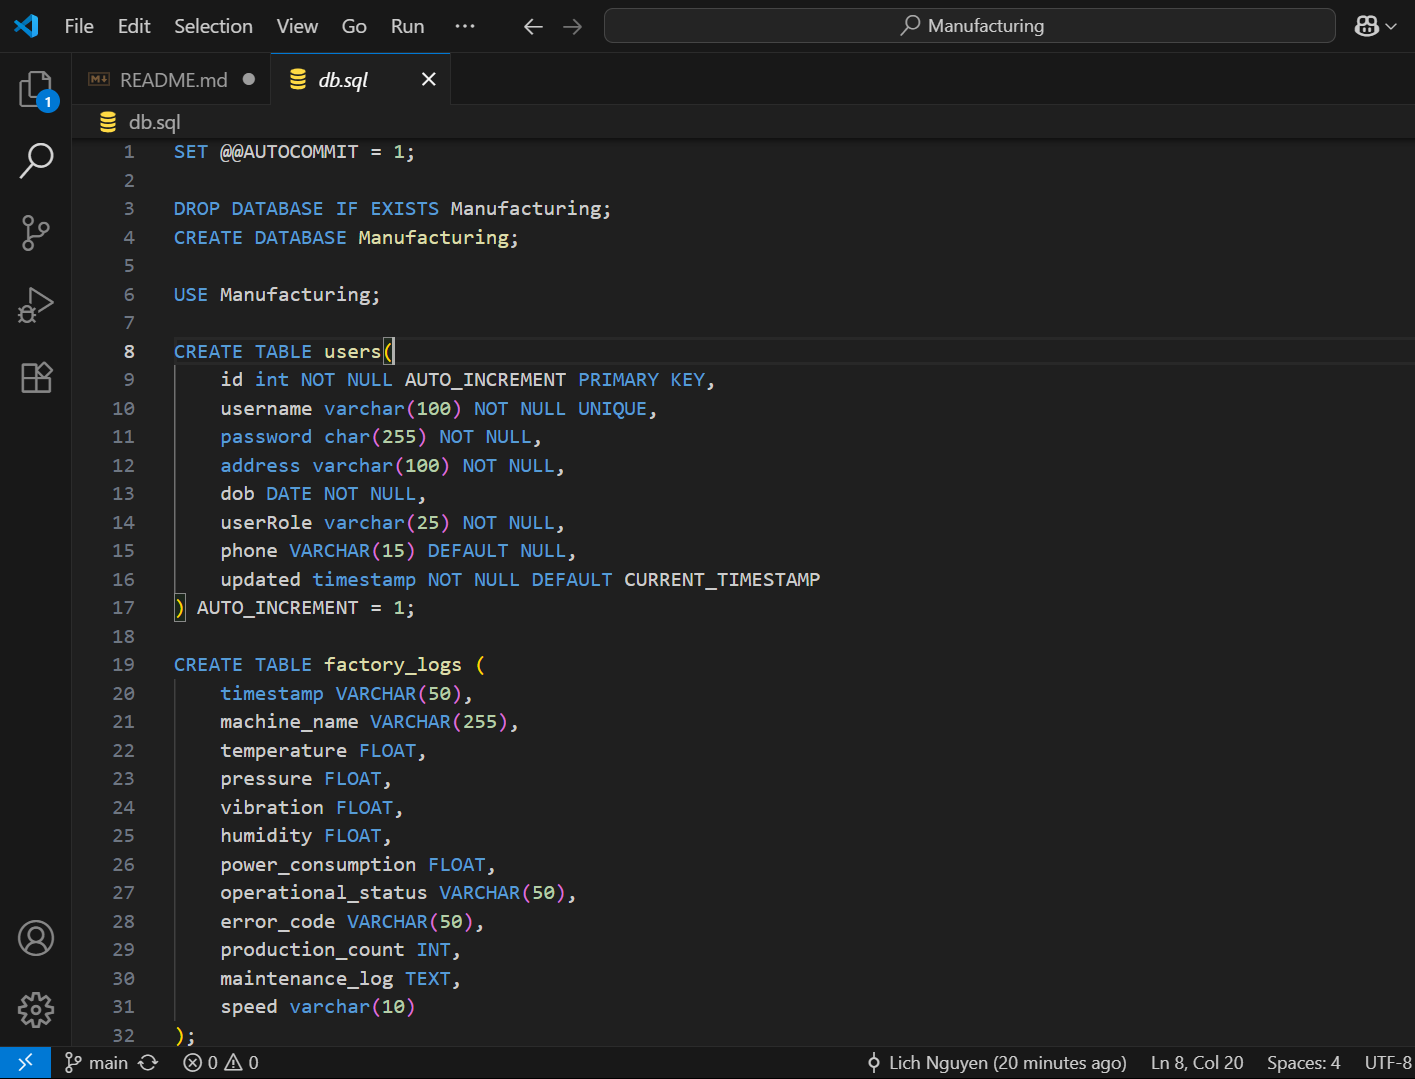 File Edit Selection View Go Run ··· ← → Manufacturing
README.md ● db.sql ×
1
db.sql
1 SET @@AUTOCOMMIT = 1;
2
3 DROP DATABASE IF EXISTS Manufacturing;
4 CREATE DATABASE Manufacturing;
5
6 USE Manufacturing;
7
8 CREATE TABLE users(
9 id int NOT NULL AUTO_INCREMENT PRIMARY KEY,
10 username varchar(100) NOT NULL UNIQUE,
11 password char(255) NOT NULL,
12 address varchar(100) NOT NULL,
13 dob DATE NOT NULL,
14 userRole varchar(25) NOT NULL,
15 phone VARCHAR(15) DEFAULT NULL,
16 updated timestamp NOT NULL DEFAULT CURRENT_TIMESTAMP
17 ) AUTO_INCREMENT = 1;
18
19 CREATE TABLE factory_logs (
20 timestamp VARCHAR(50),
21 machine_name VARCHAR(255),
22 temperature FLOAT,
23 pressure FLOAT,
24 vibration FLOAT,
25 humidity FLOAT,
26 power_consumption FLOAT,
27 operational_status VARCHAR(50),
28 error_code VARCHAR(50),
29 production_count INT,
30 maintenance_log TEXT,
31 speed varchar(10)
32 );
main 0 0 Lich Nguyen (20 minutes ago) Ln 8, Col 20 Spaces: 4 UTF-8